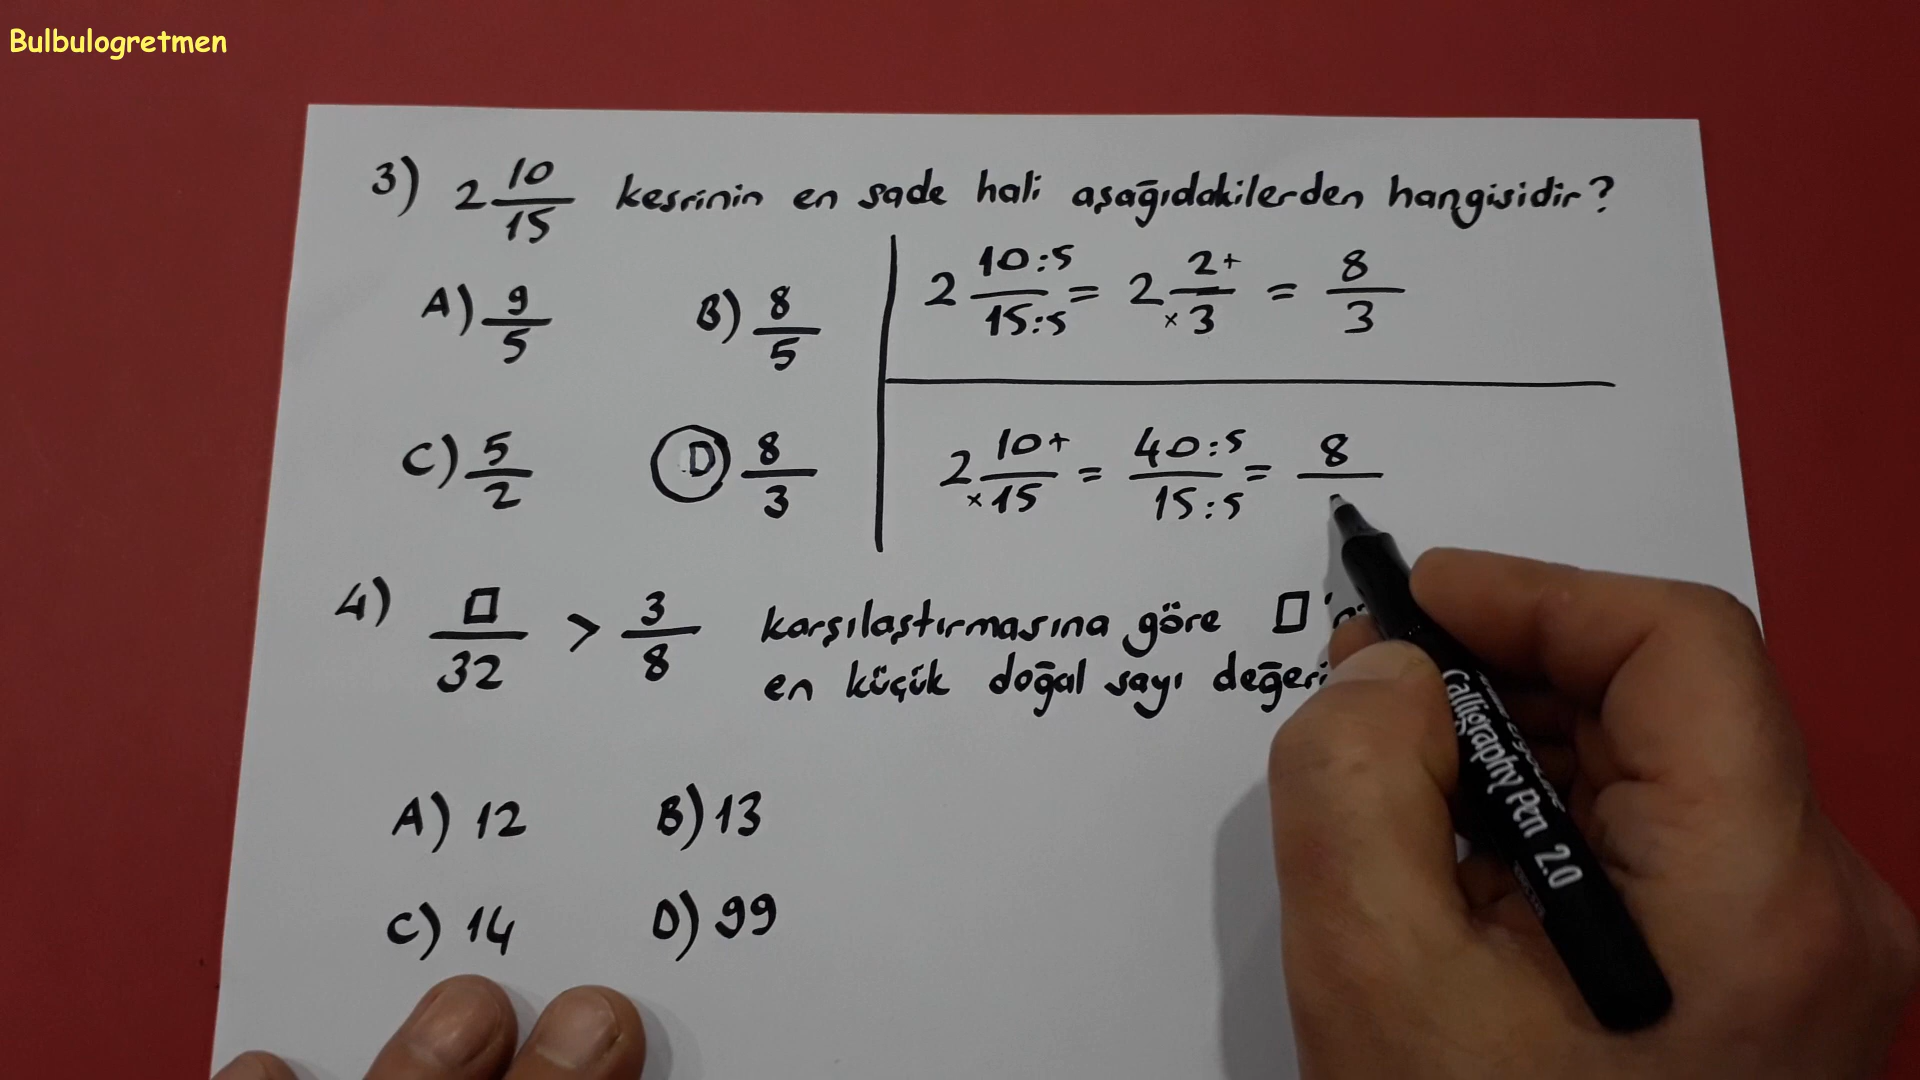 Bulbulogretmen
3) 2 10/15 kesrinin en sade hali aşağıdakilerden hangisidir?
A) 9/5 B) 8/5
C) 5/2 D) 8/3
2 10:5/15:5 = 2 2+/×3 = 8/3
2 10+/×15 = 40:5/15:5 = 8/
4) □/32 > 3/8 karşılaştırmasına göre □'
en küçük doğal sayı değeri
A) 12 B) 13
C) 14 D) 99
Calligraphy Pen 2.0